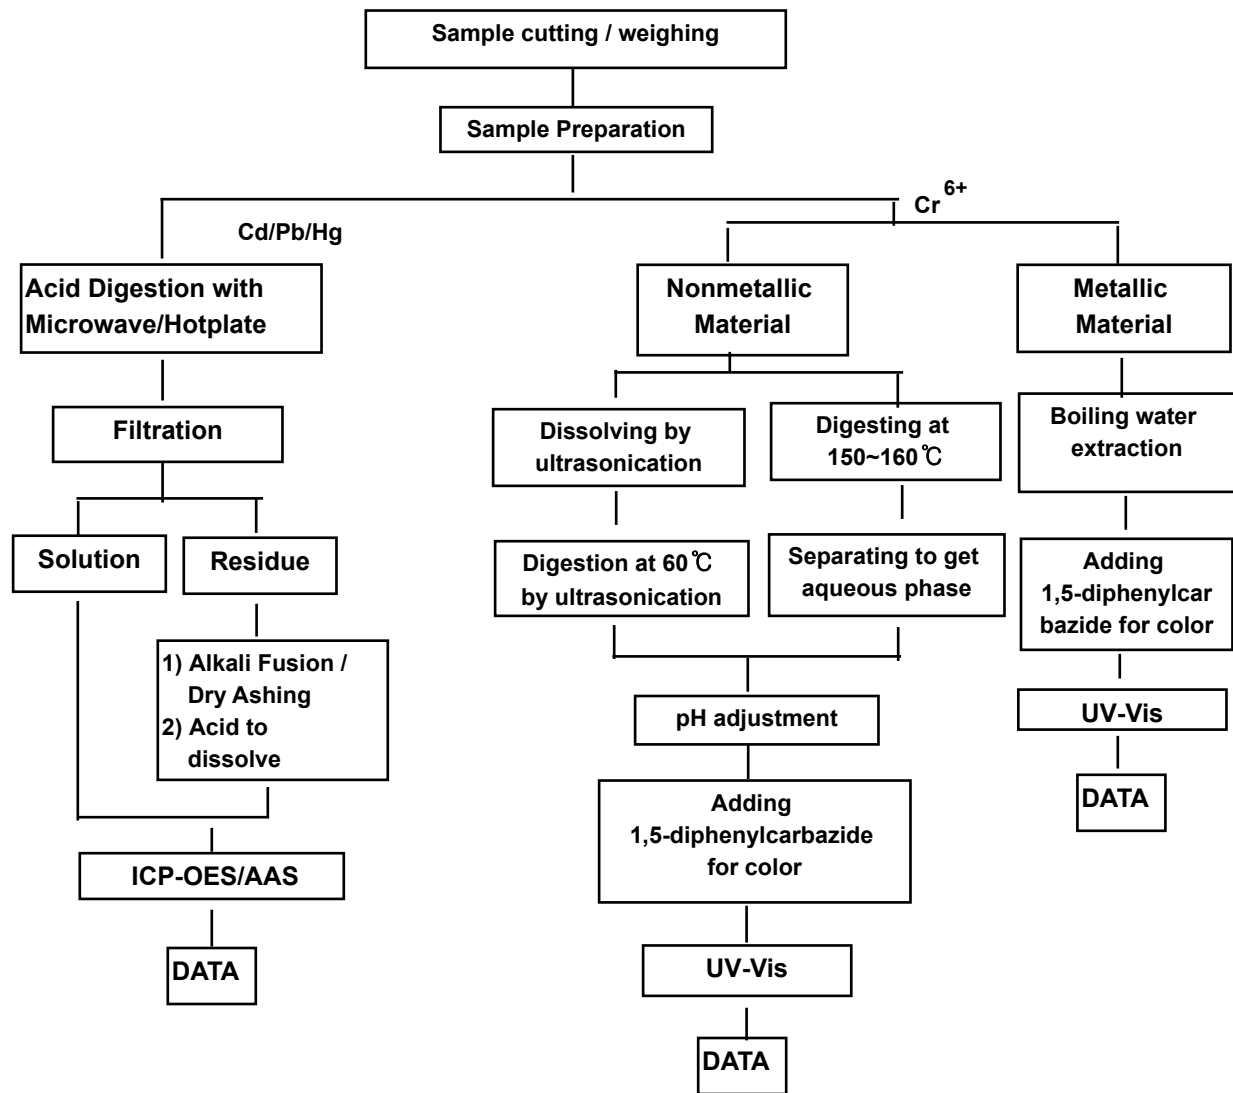 Sample cutting / weighing
Sample Preparation
Cr 6+
Cd/Pb/Hg
Acid Digestion with
Microwave/Hotplate
Nonmetallic
Material
Metallic
Material
Filtration
Dissolving by
ultrasonication
Digesting at
150~160℃
Boiling water
extraction
Solution
Residue
Digestion at 60℃
by ultrasonication
Separating to get
aqueous phase
Adding
1,5-diphenylcar
bazide for color
1) Alkali Fusion /
Dry Ashing
2) Acid to
dissolve
pH adjustment
UV-Vis
Adding
1,5-diphenylcarbazide
for color
DATA
ICP-OES/AAS
UV-Vis
DATA
DATA